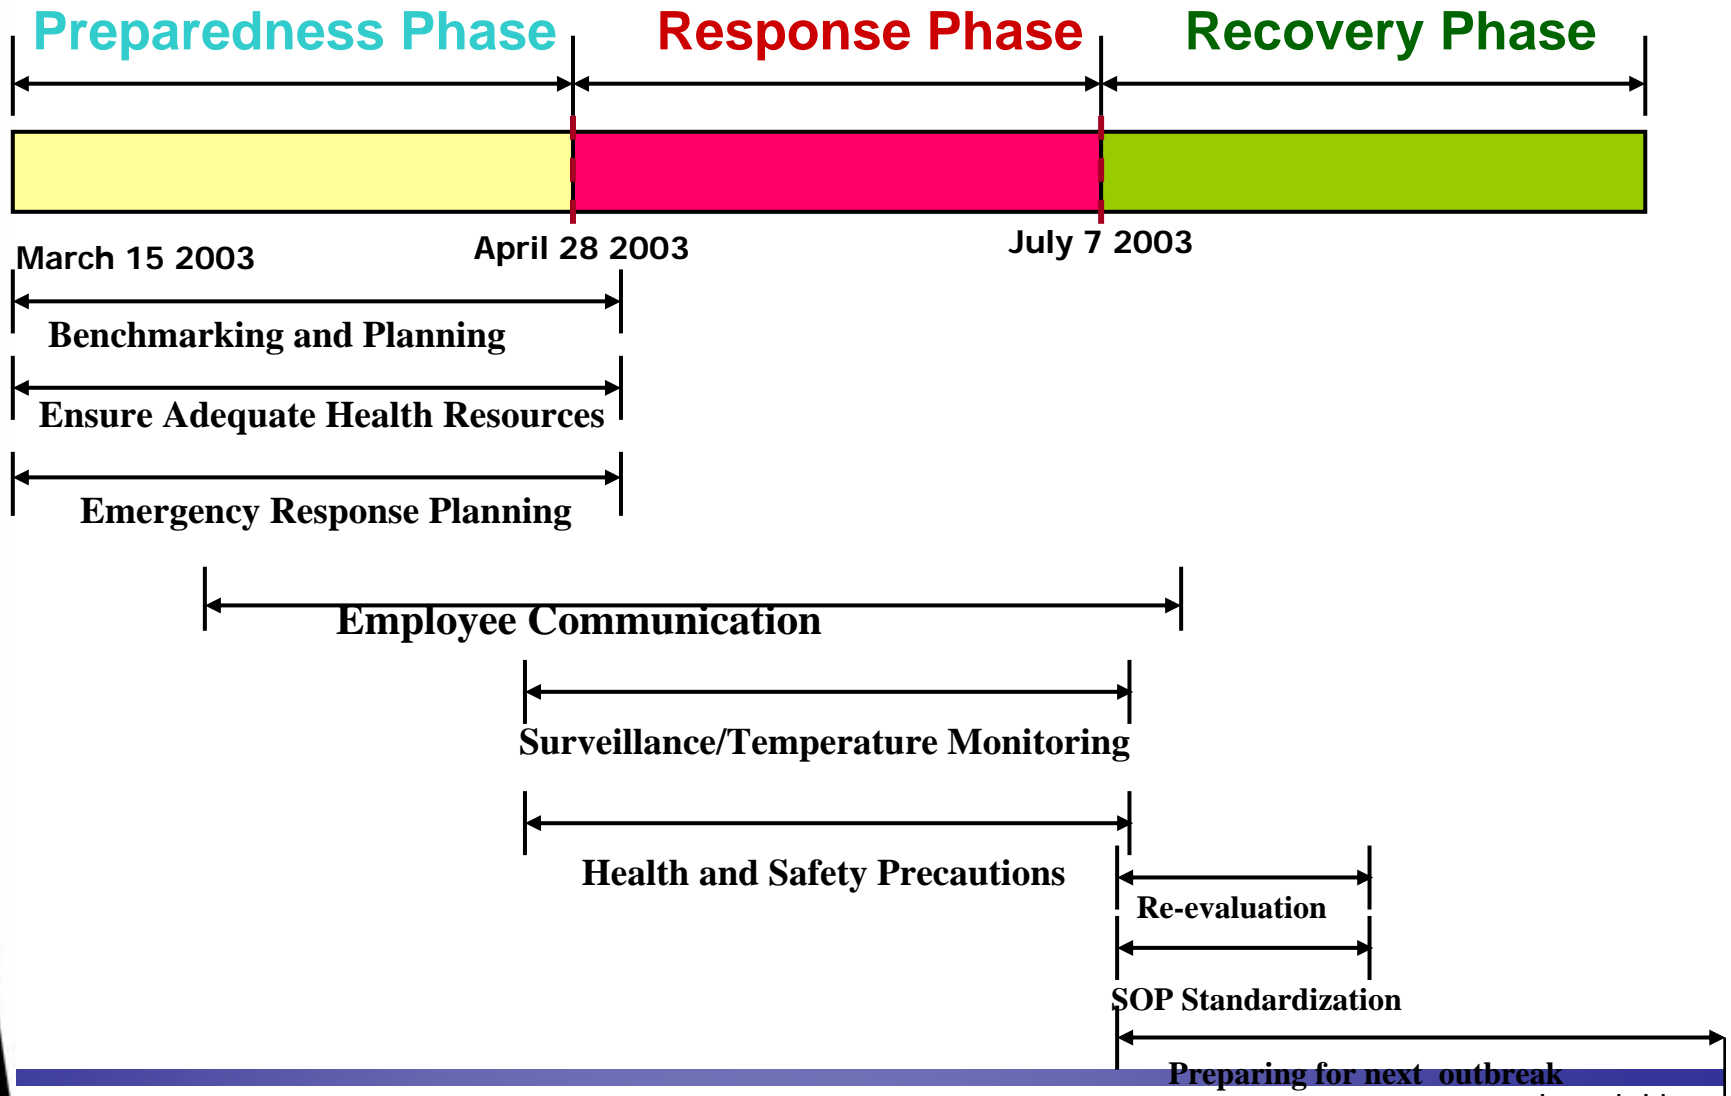 Preparedness Phase Response Phase Recovery Phase
March 15 2003 April 28 2003 July 7 2003
Benchmarking and Planning
Ensure Adequate Health Resources
Emergency Response Planning
Employee Communication
Surveillance/Temperature Monitoring
Health and Safety Precautions
Re-evaluation
SOP Standardization
Preparing for next outbreak